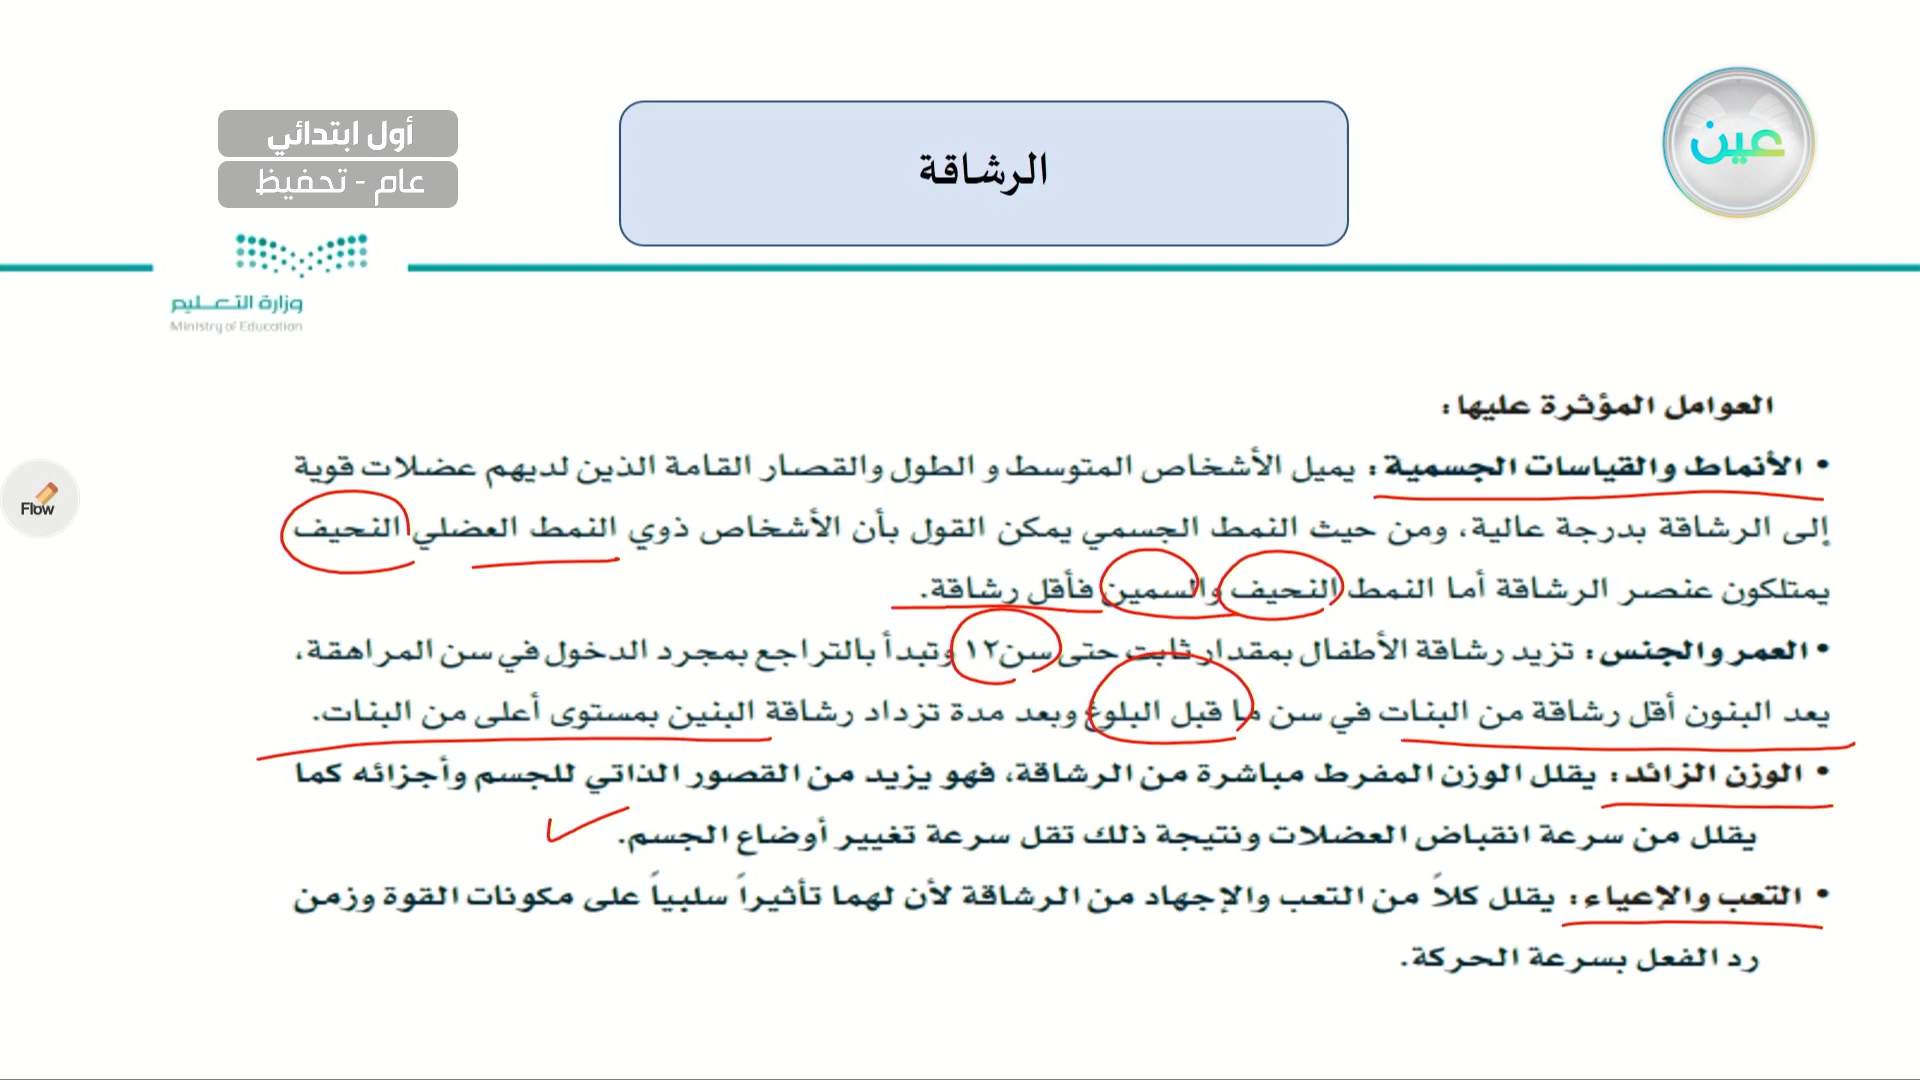 أول ابتدائي
عام - تحفيظ
الرشاقة
عين
وزارة التعليم
Ministry of Education
Flow
العوامل المؤثرة عليها:
• الأنماط والقياسات الجسمية: يميل الأشخاص المتوسط و الطول والقصار القامة الذين لديهم عضلات قوية
إلى الرشاقة بدرجة عالية، ومن حيث النمط الجسمي يمكن القول بأن الأشخاص ذوي النمط العضلي النحيف
يمتلكون عنصر الرشاقة أما النمط النحيف والسمين فأقل رشاقة.
• العمر والجنس: تزيد رشاقة الأطفال بمقدار ثابت حتى سن١٢ وتبدأ بالتراجع بمجرد الدخول في سن المراهقة،
يعد البنون أقل رشاقة من البنات في سن ما قبل البلوغ وبعد مدة تزداد رشاقة البنين بمستوى أعلى من البنات.
• الوزن الزائد: يقلل الوزن المفرط مباشرة من الرشاقة، فهو يزيد من القصور الذاتي للجسم وأجزائه كما
يقلل من سرعة انقباض العضلات ونتيجة ذلك تقل سرعة تغيير أوضاع الجسم.
• التعب والإعياء: يقلل كلاً من التعب والإجهاد من الرشاقة لأن لهما تأثيراً سلبياً على مكونات القوة وزمن
رد الفعل بسرعة الحركة.